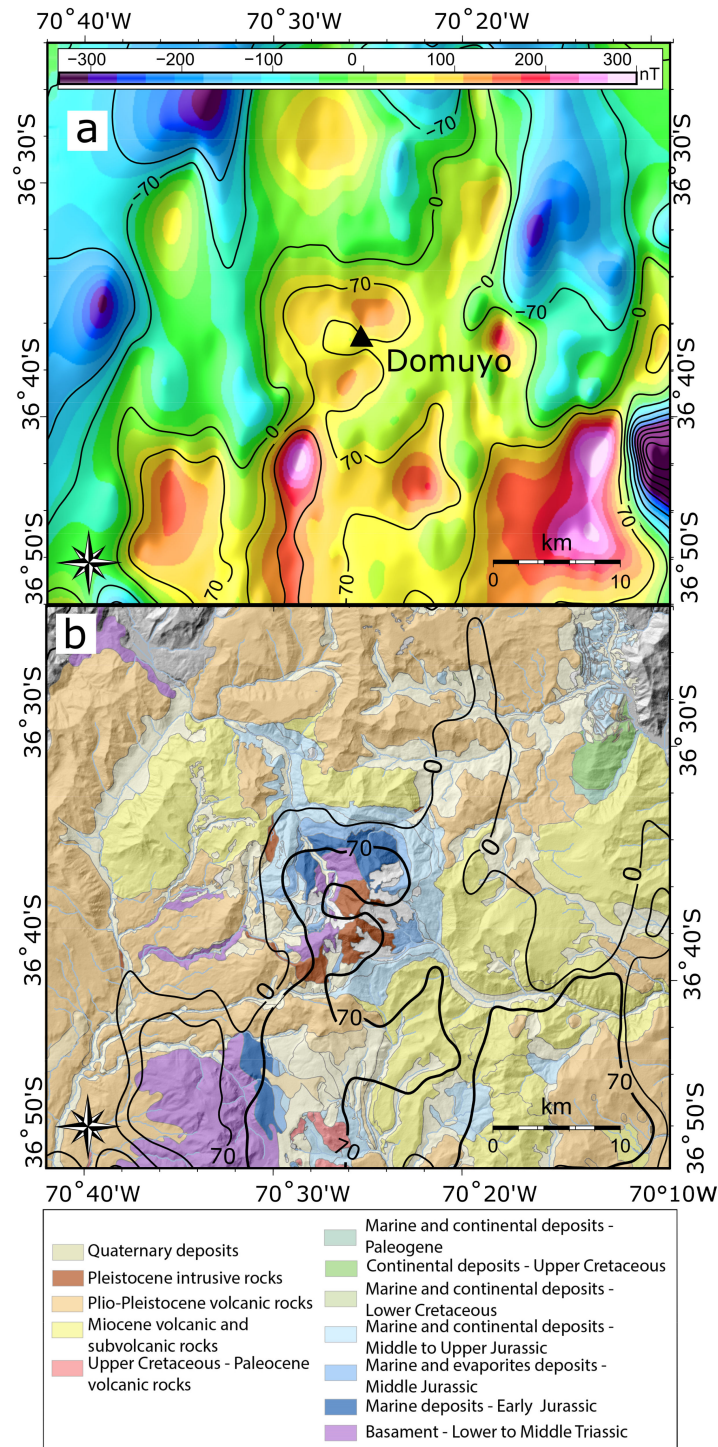 70°40'W 70°30'W 70°20'W
−300 −200 −100 0 100 200 300 nT
a
36°30'S
36°30'S
−70
−70
0
70
0
−70
0
Domuyo
36°40'S
36°40'S
0
70
36°50'S
36°50'S
70
70
70
km
0 10
b
36°30'S
36°30'S
0
70
0
0
36°40'S
36°40'S
0
70
70
36°50'S
36°50'S
70
70
km
0 10
70°40'W 70°30'W 70°20'W 70°10W
Quaternary deposits
Pleistocene intrusive rocks
Plio-Pleistocene volcanic rocks
Miocene volcanic and
subvolcanic rocks
Upper Cretaceous - Paleocene
volcanic rocks
Marine and continental deposits -
Paleogene
Continental deposits - Upper Cretaceous
Marine and continental deposits -
Lower Cretaceous
Marine and continental deposits -
Middle to Upper Jurassic
Marine and evaporites deposits -
Middle Jurassic
Marine deposits - Early Jurassic
Basament - Lower to Middle Triassic